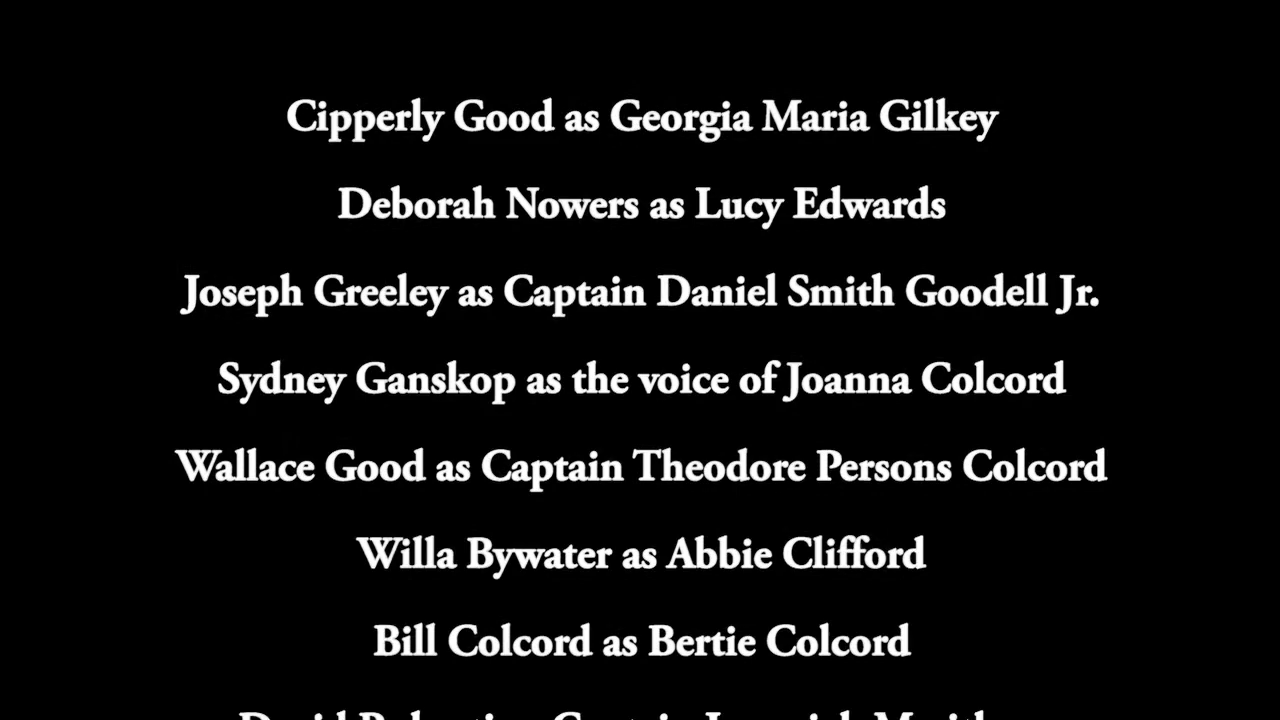 Cipperly Good as Georgia Maria Gilkey
Deborah Nowers as Lucy Edwards
Joseph Greeley as Captain Daniel Smith Goodell Jr.
Sydney Ganskop as the voice of Joanna Colcord
Wallace Good as Captain Theodore Persons Colcord
Willa Bywater as Abbie Clifford
Bill Colcord as Bertie Colcord